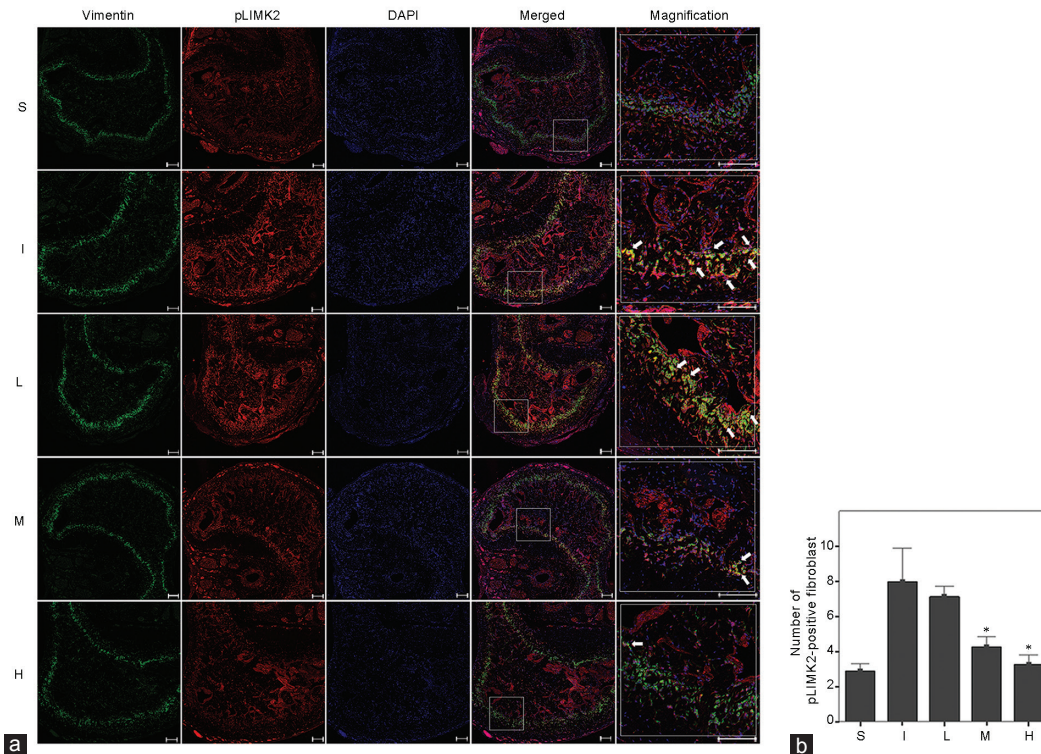 Vimentin pLIMK2 DAPI Merged Magnification
S
I
L
M
H
a
Number of
pLIMK2-positive fibroblast
10
8
6
4
2
0
* *
S I L M H
b